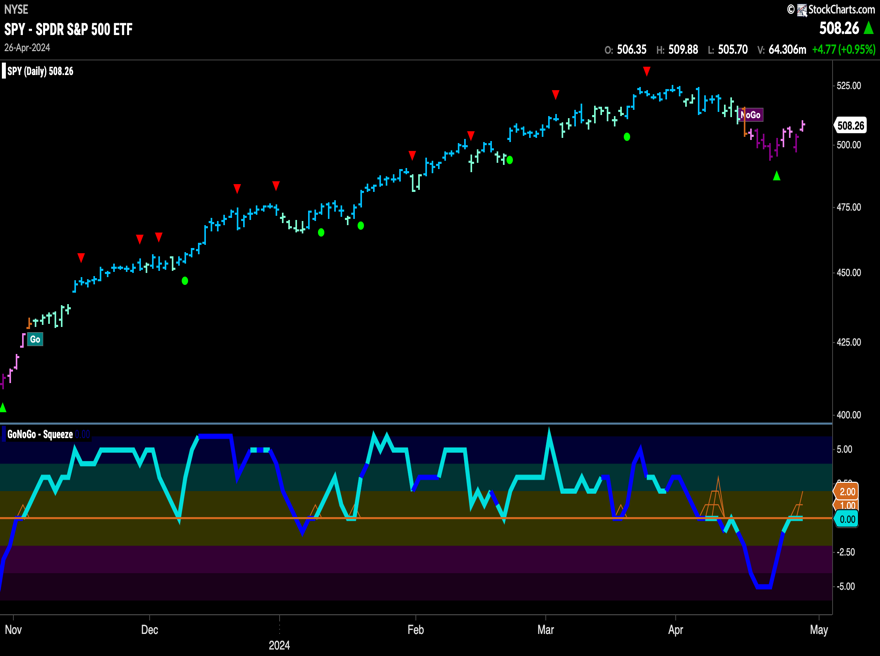 NYSE
© StockCharts.com
SPY - SPDR S&P 500 ETF
508.26
26-Apr-2024
O: 506.35 H: 509.88 L: 505.70 V: 64.306m +4.77 (+0.95%)
SPY (Daily) 508.26
525.00
NoGo
508.26
500.00
475.00
450.00
Go
425.00
400.00
GoNoGo - Squeeze
5.00
2.00
1.00
0.00
-2.50
-5.00
Nov
Dec
2024
Feb
Mar
Apr
May